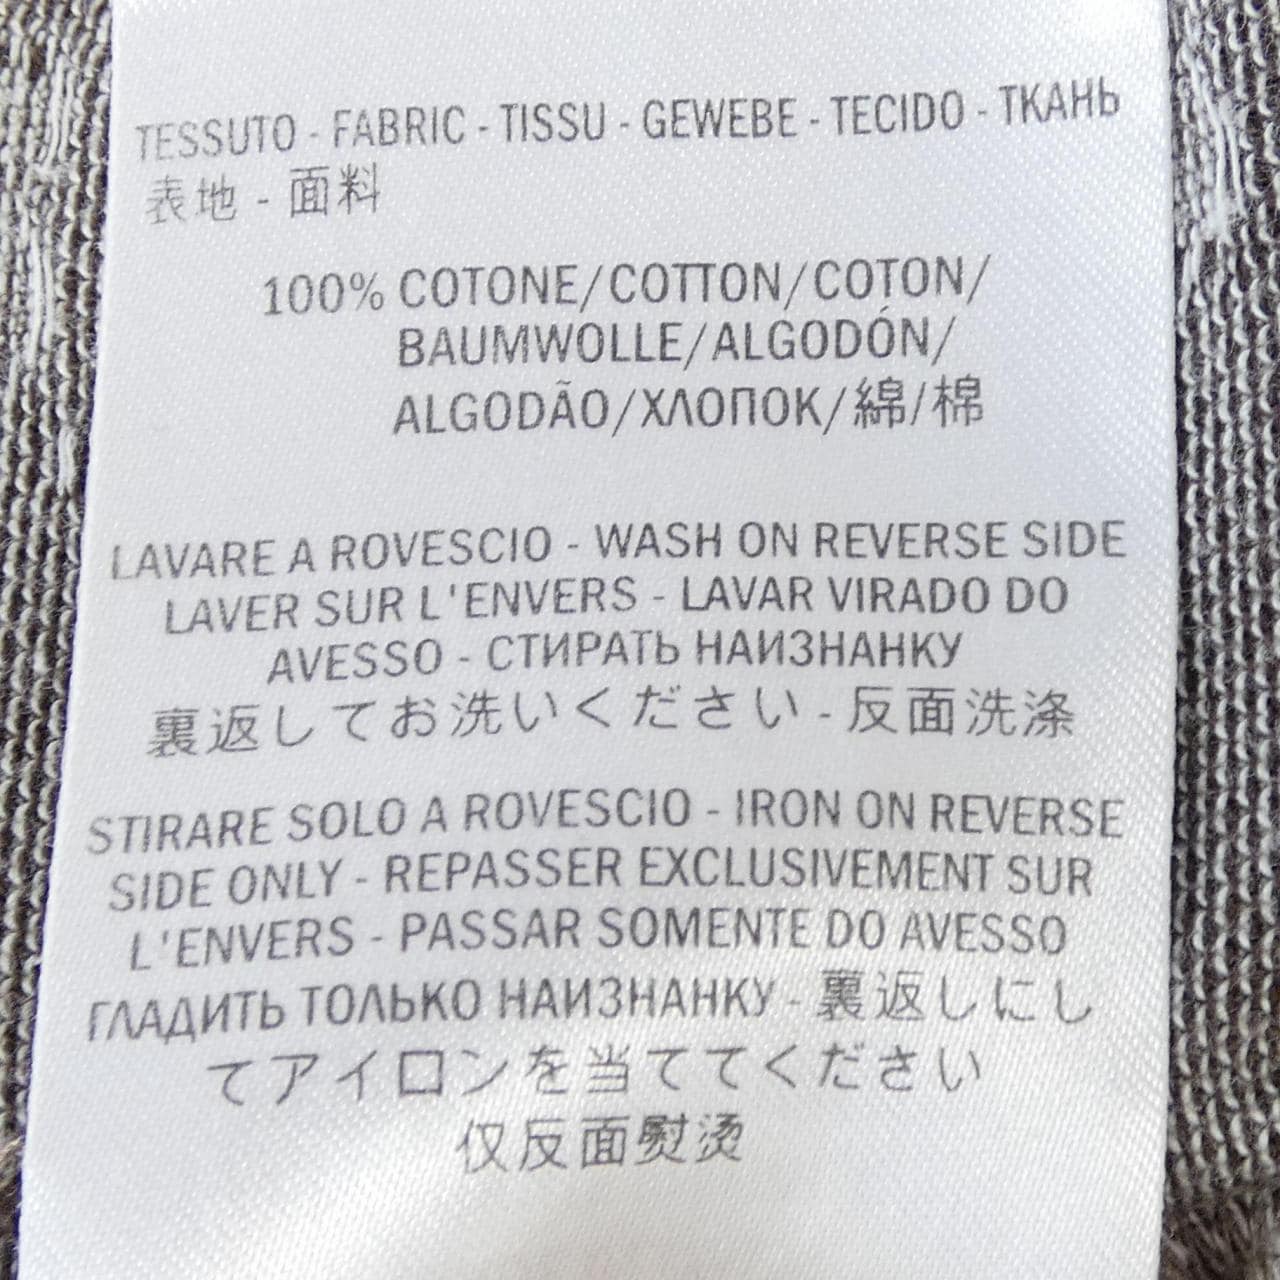 TESSUTO - FABRIC - TISSU - GEWEBE - TECIDO - ТКАНЬ
表地 - 面料
100% COTONE/COTTON/COTON/
BAUMWOLLE/ALGODÓN/
ALGODÃO/ХЛОПОК/綿/棉
LAVARE A ROVESCIO - WASH ON REVERSE SIDE
LAVER SUR L'ENVERS - LAVAR VIRADO DO
AVESSO - СТИРАТЬ НАИЗНАНКУ
裏返してお洗いください - 反面洗涤
STIRARE SOLO A ROVESCIO - IRON ON REVERSE
SIDE ONLY - REPASSER EXCLUSIVEMENT SUR
L'ENVERS - PASSAR SOMENTE DO AVESSO
ГЛАДИТЬ ТОЛЬКО НАИЗНАНКУ - 裏返しにし
てアイロンを当ててください
仅反面熨烫